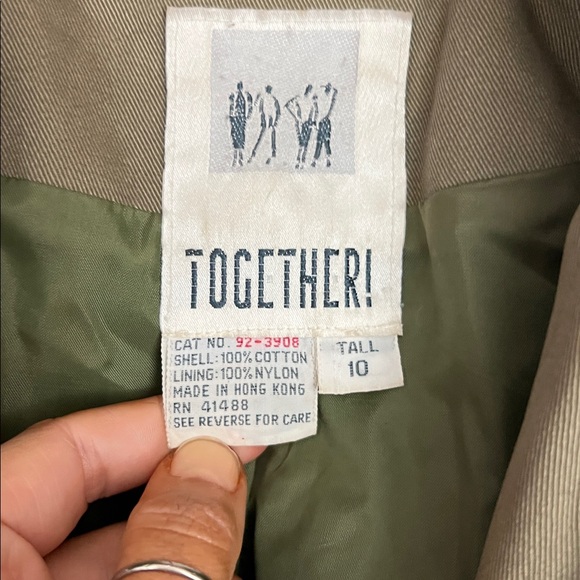 TOGETHER!
CAT NO. 92-3908
SHELL: 100% COTTON
LINING: 100% NYLON
MADE IN HONG KONG
RN 41488
SEE REVERSE FOR CARE
TALL
10